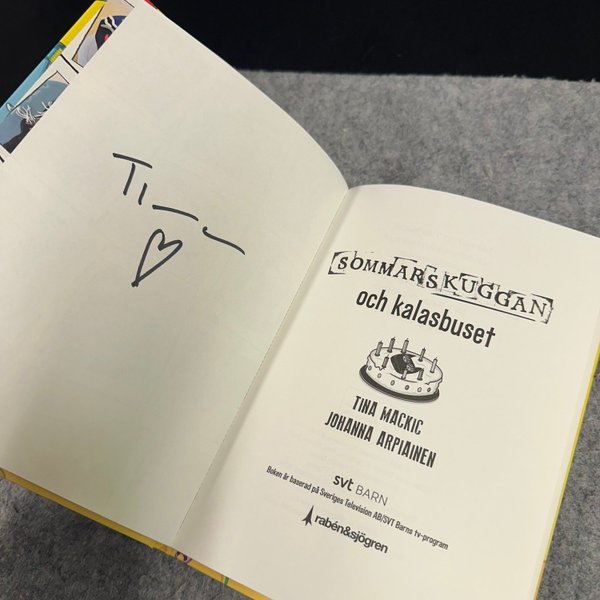 Tina
SOMMARSKUGGAN
och kalasbuset
TINA MACKIC
JOHANNA ARPIAINEN
svt BARN
Boken är baserad på Sveriges Television AB/SVT Barns tv-program
rabén&sjögren